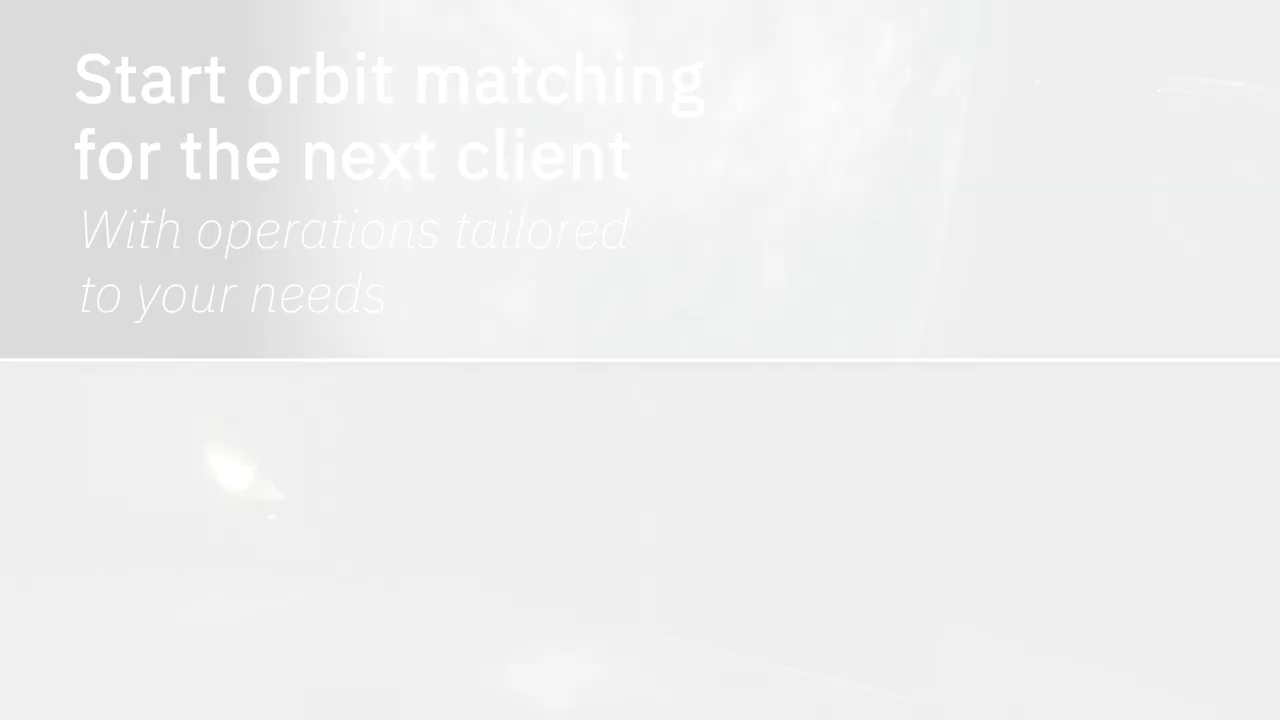 Start orbit matching
for the next client
With operations tailored
to your needs